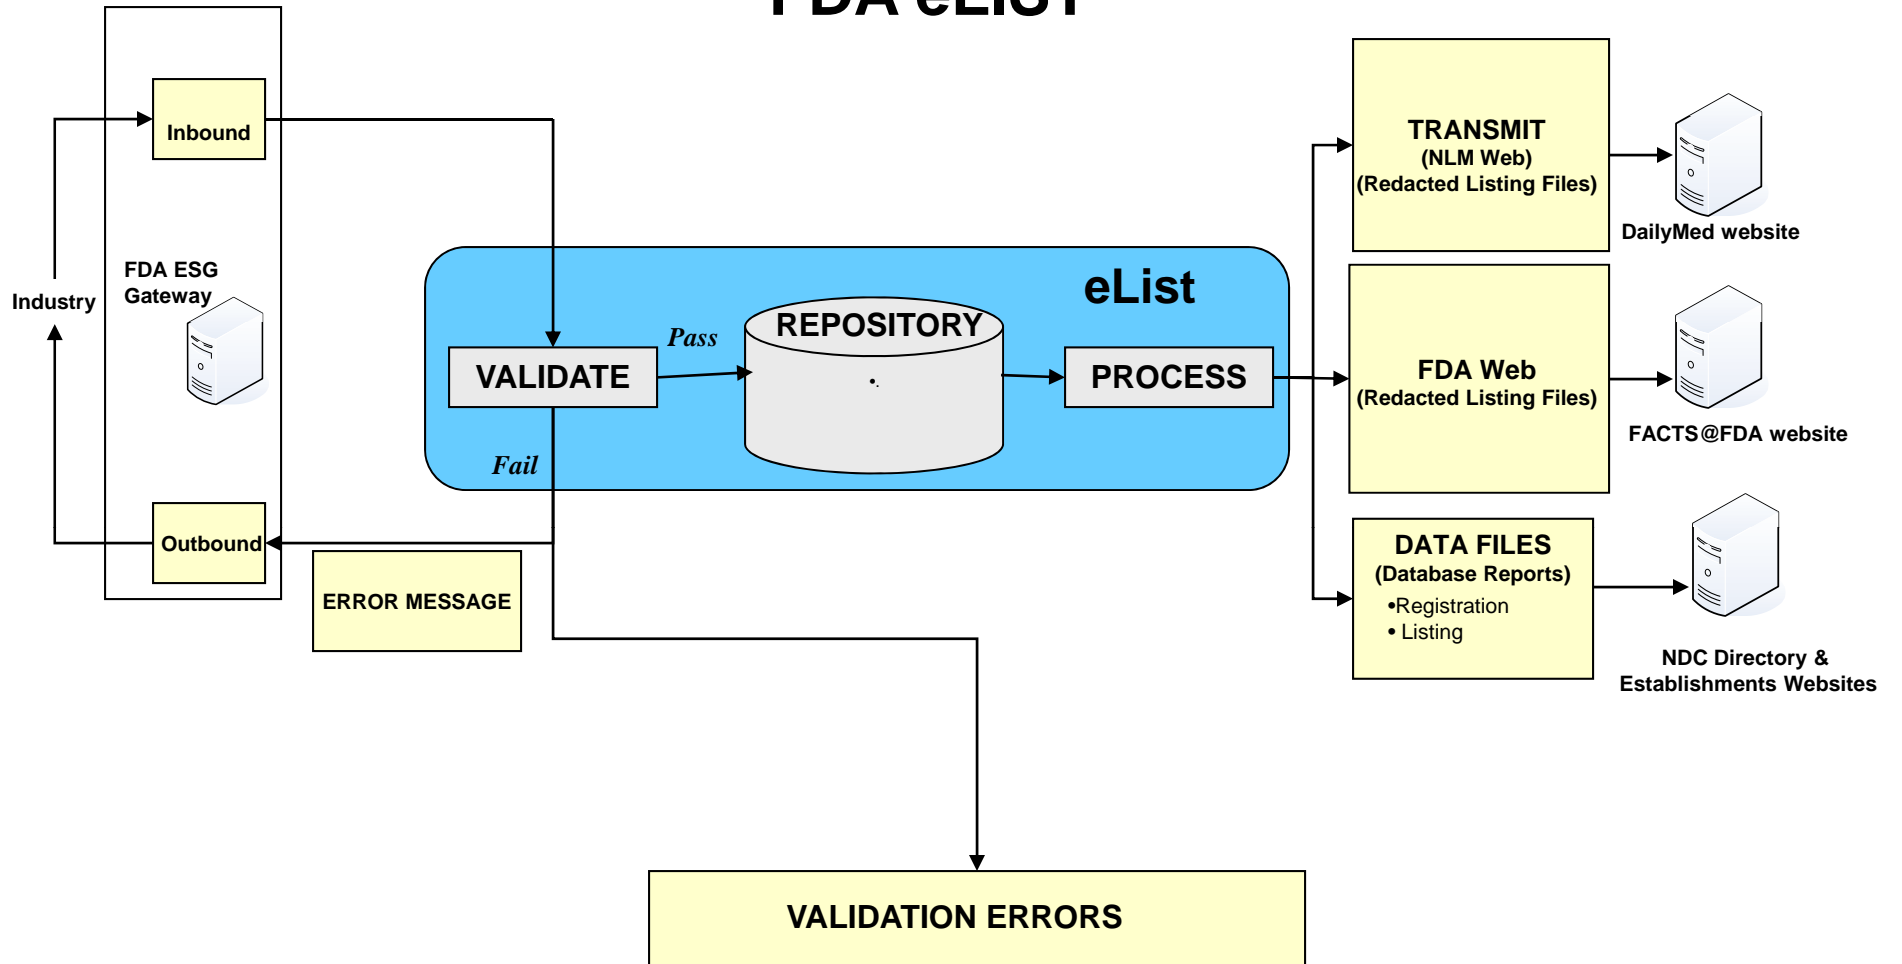 FDA eLIST
Inbound
FDA ESG
Gateway
Industry
Outbound
ERROR MESSAGE
eList
VALIDATE
Pass
Fail
REPOSITORY
•.
PROCESS
TRANSMIT
(NLM Web)
(Redacted Listing Files)
DailyMed website
FDA Web
(Redacted Listing Files)
FACTS@FDA website
DATA FILES
(Database Reports)
•Registration
• Listing
NDC Directory &
Establishments Websites
VALIDATION ERRORS